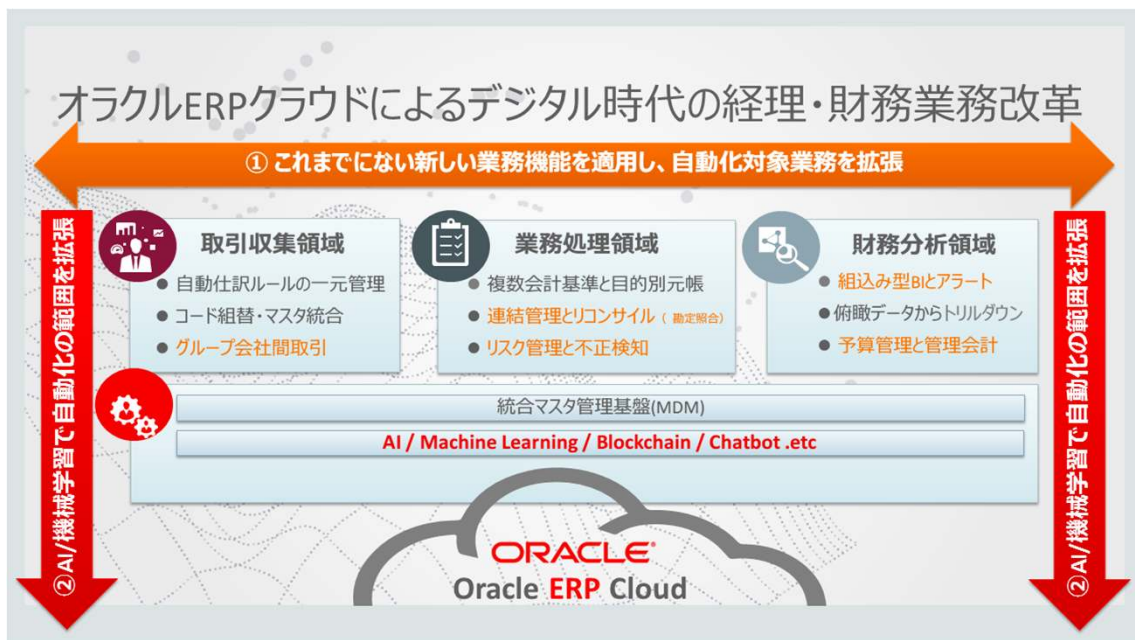 オラクルERPクラウドによるデジタル時代の経理・財務業務改革
① これまでにない新しい業務機能を適用し、自動化対象業務を拡張
②AI/機械学習で自動化の範囲を拡張
取引収集領域
● 自動仕訳ルールの一元管理
● コード組替・マスタ統合
● グループ会社間取引
業務処理領域
● 複数会計基準と目的別元帳
● 連結管理とリコンサイル（ 勘定照合）
● リスク管理と不正検知
財務分析領域
● 組込み型BIとアラート
● 俯瞰データからトリルダウン
● 予算管理と管理会計
②AI/機械学習で自動化の範囲を拡張
統合マスタ管理基盤(MDM)
AI / Machine Learning / Blockchain / Chatbot .etc
ORACLE
Oracle ERP Cloud